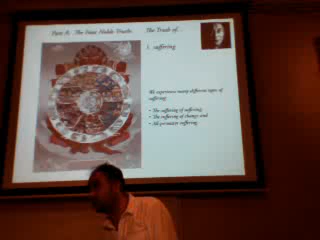 Part A: The Four Noble Truths
The Truth of...
1. suffering
We experience many different types of
suffering:
• The suffering of suffering,
• The suffering of change and
• All-pervasive suffering.